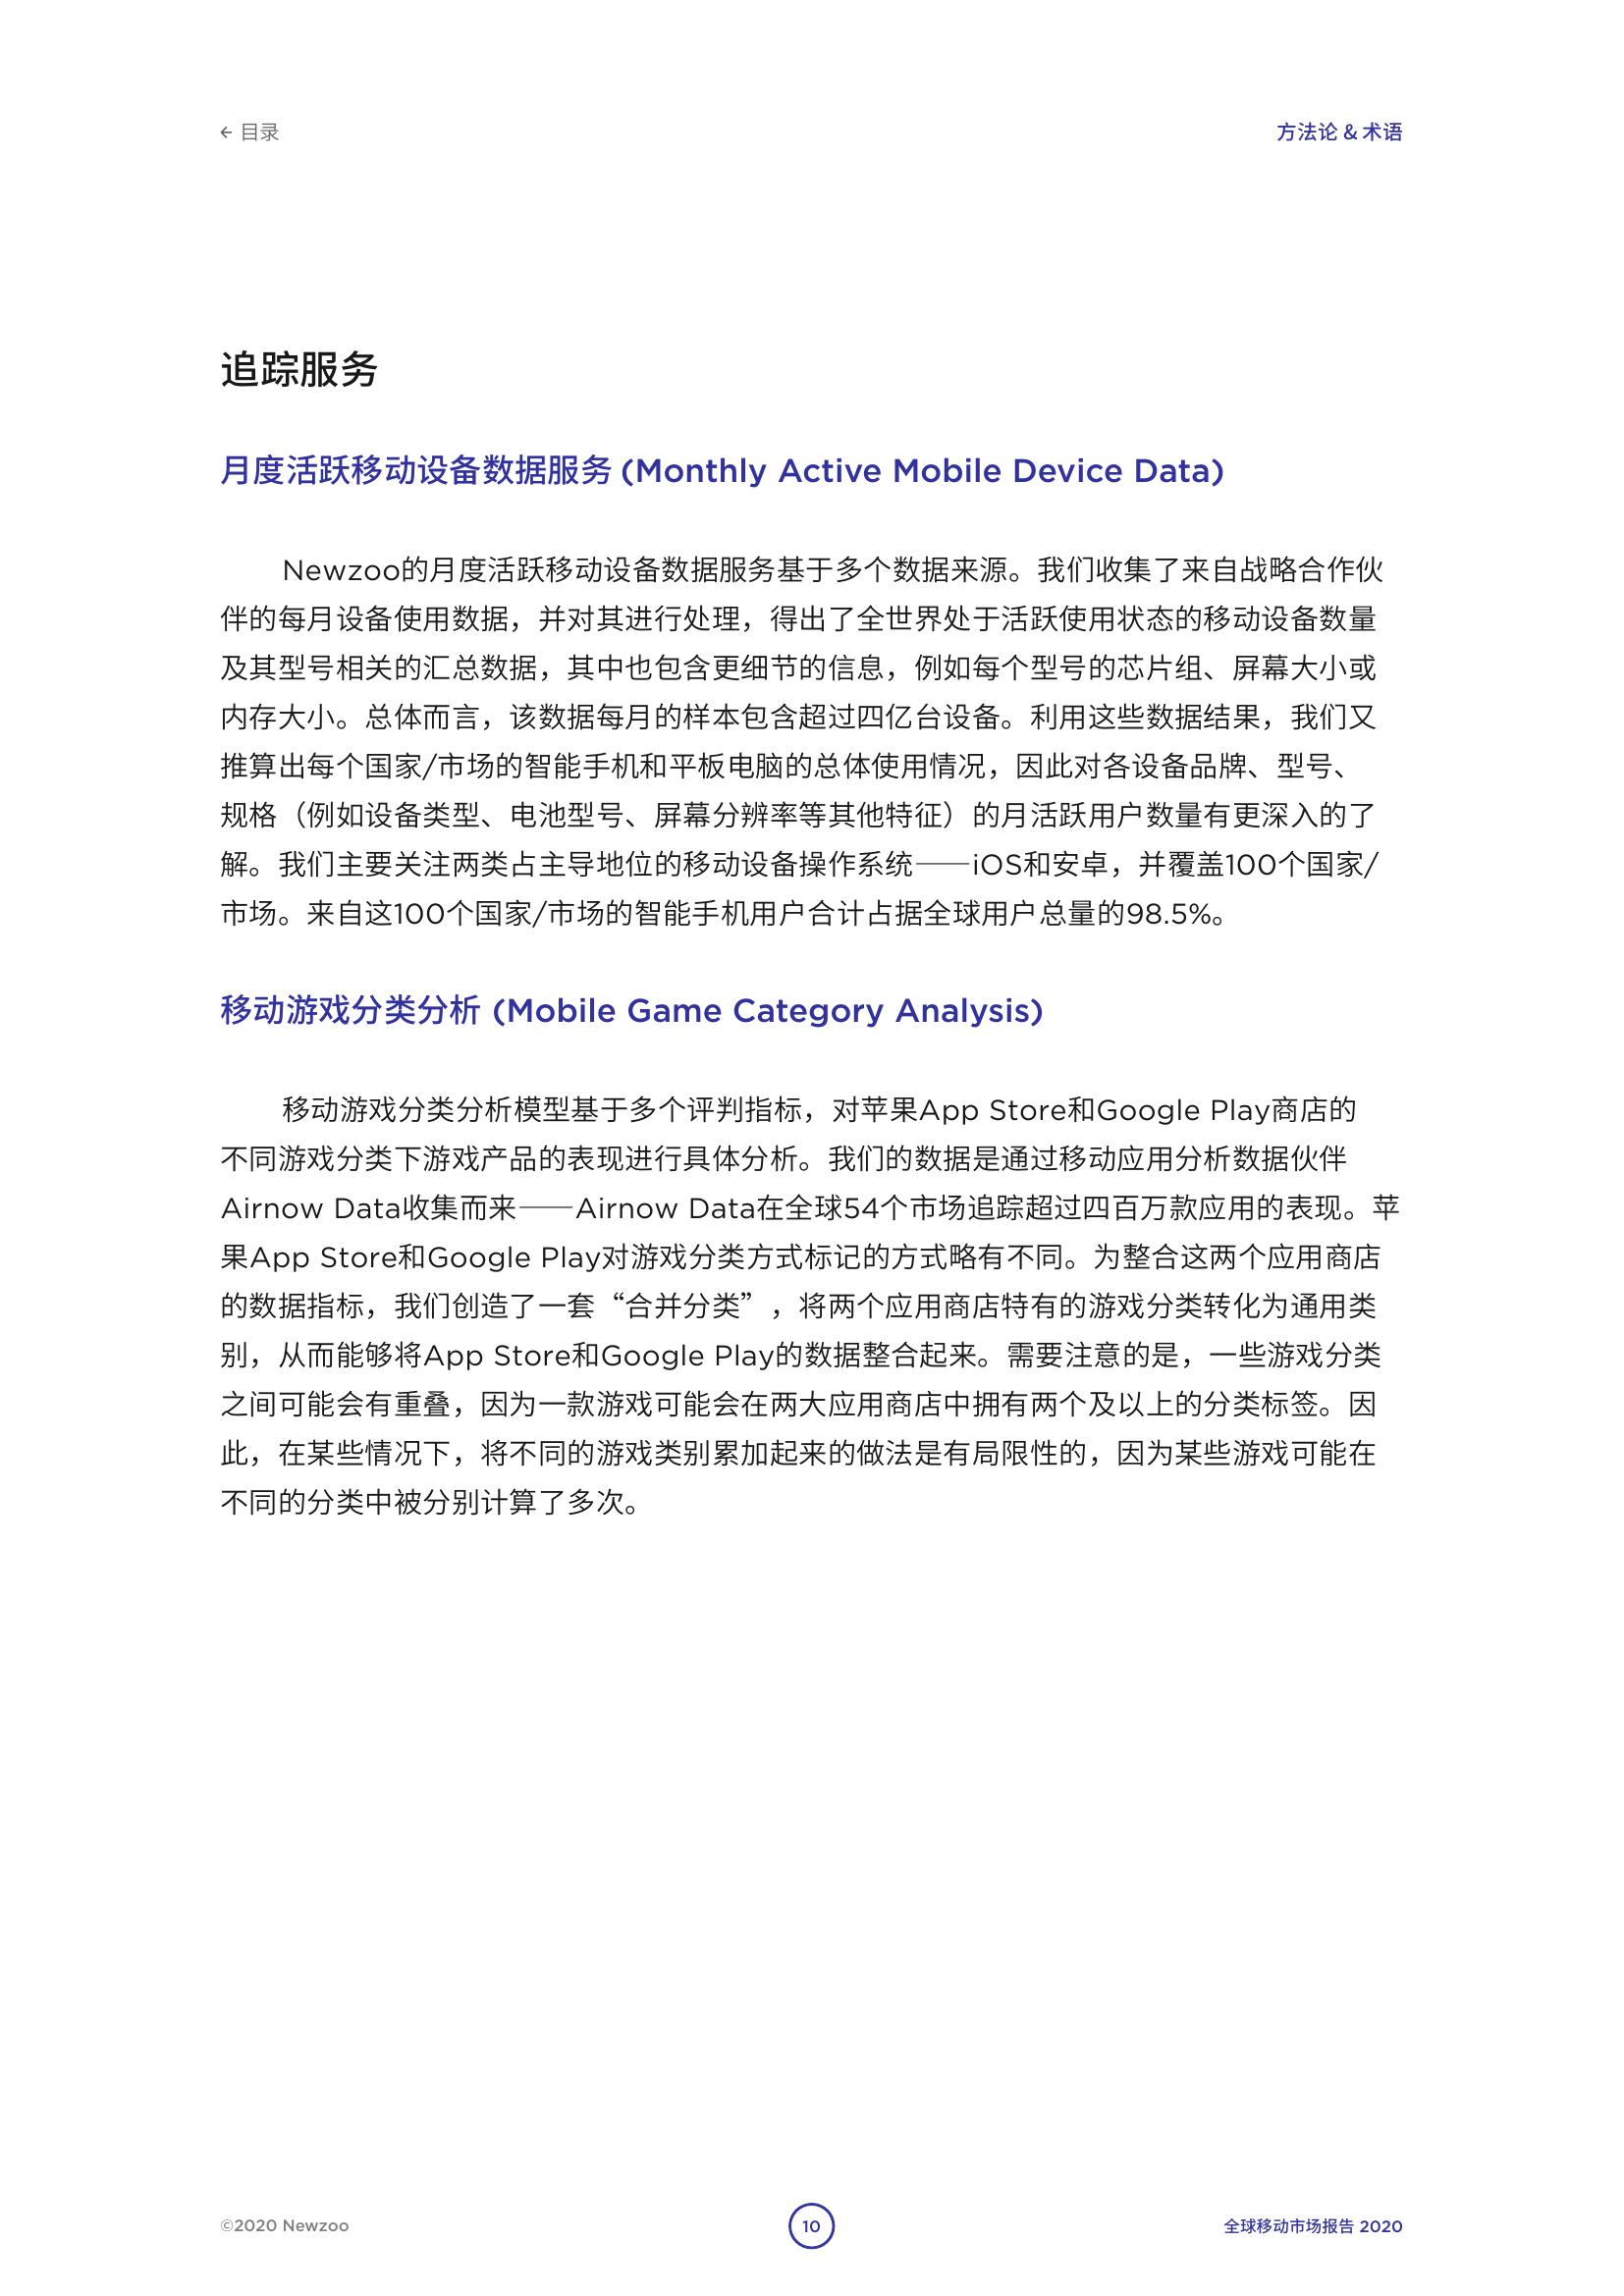 ← 目录
方法论 & 术语
追踪服务
月度活跃移动设备数据服务 (Monthly Active Mobile Device Data)
Newzoo的月度活跃移动设备数据服务基于多个数据来源。我们收集了来自战略合作伙
伴的每月设备使用数据，并对其进行处理，得出了全世界处于活跃使用状态的移动设备数量
及其型号相关的汇总数据，其中也包含更细节的信息，例如每个型号的芯片组、屏幕大小或
内存大小。总体而言，该数据每月的样本包含超过四亿台设备。利用这些数据结果，我们又
推算出每个国家/市场的智能手机和平板电脑的总体使用情况，因此对各设备品牌、型号、
规格（例如设备类型、电池型号、屏幕分辨率等其他特征）的月活跃用户数量有更深入的了
解。我们主要关注两类占主导地位的移动设备操作系统——iOS和安卓，并覆盖100个国家/
市场。来自这100个国家/市场的智能手机用户合计占据全球用户总量的98.5%。
移动游戏分类分析 (Mobile Game Category Analysis)
移动游戏分类分析模型基于多个评判指标，对苹果App Store和Google Play商店的
不同游戏分类下游戏产品的表现进行具体分析。我们的数据是通过移动应用分析数据伙伴
Airnow Data收集而来——Airnow Data在全球54个市场追踪超过四百万款应用的表现。苹
果App Store和Google Play对游戏分类方式标记的方式略有不同。为整合这两个应用商店
的数据指标，我们创造了一套“合并分类”，将两个应用商店特有的游戏分类转化为通用类
别，从而能够将App Store和Google Play的数据整合起来。需要注意的是，一些游戏分类
之间可能会有重叠，因为一款游戏可能会在两大应用商店中拥有两个及以上的分类标签。因
此，在某些情况下，将不同的游戏类别累加起来的做法是有局限性的，因为某些游戏可能在
不同的分类中被分别计算了多次。
©2020 Newzoo
10
全球移动市场报告 2020